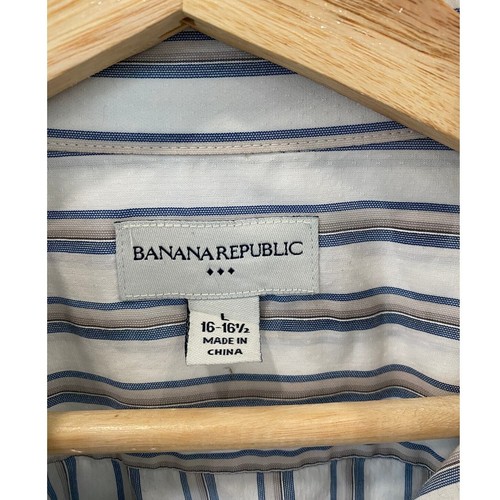 BANANA REPUBLIC
L
16-16½
MADE IN
CHINA